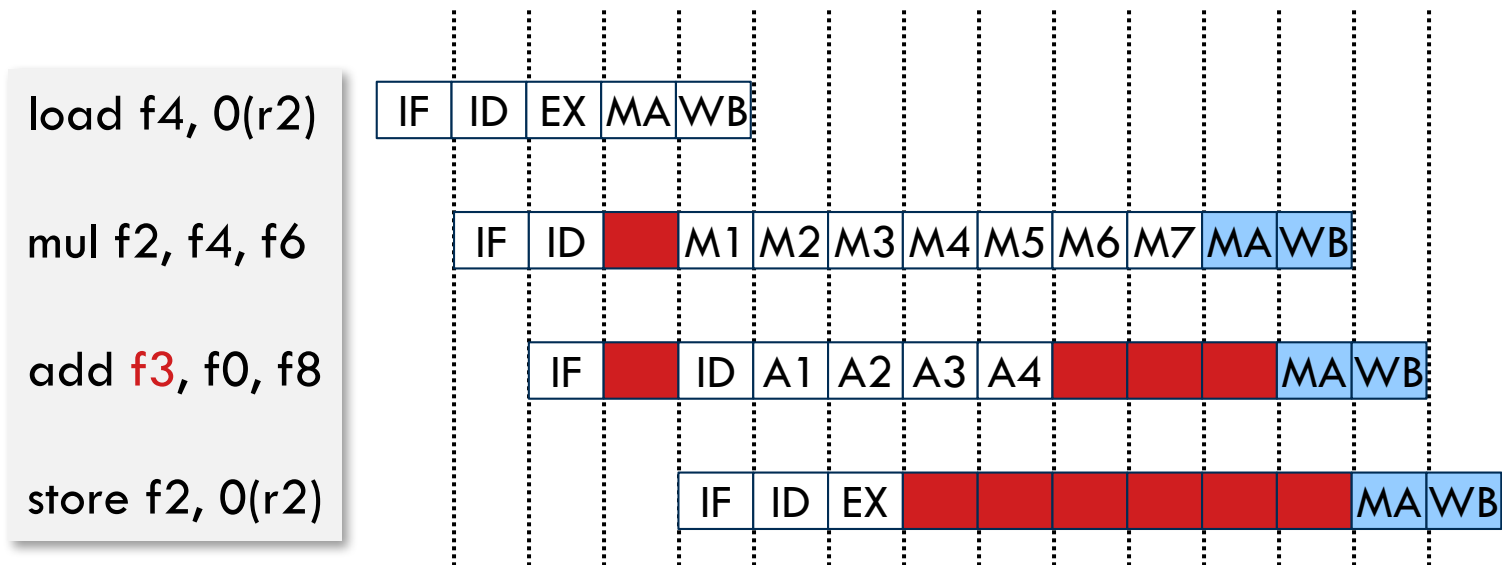 load f4, 0(r2) IF ID EX MA WB
mul f2, f4, f6 IF ID M1 M2 M3 M4 M5 M6 M7 MA WB
add f3, f0, f8 IF ID A1 A2 A3 A4 MA WB
store f2, 0(r2) IF ID EX MA WB